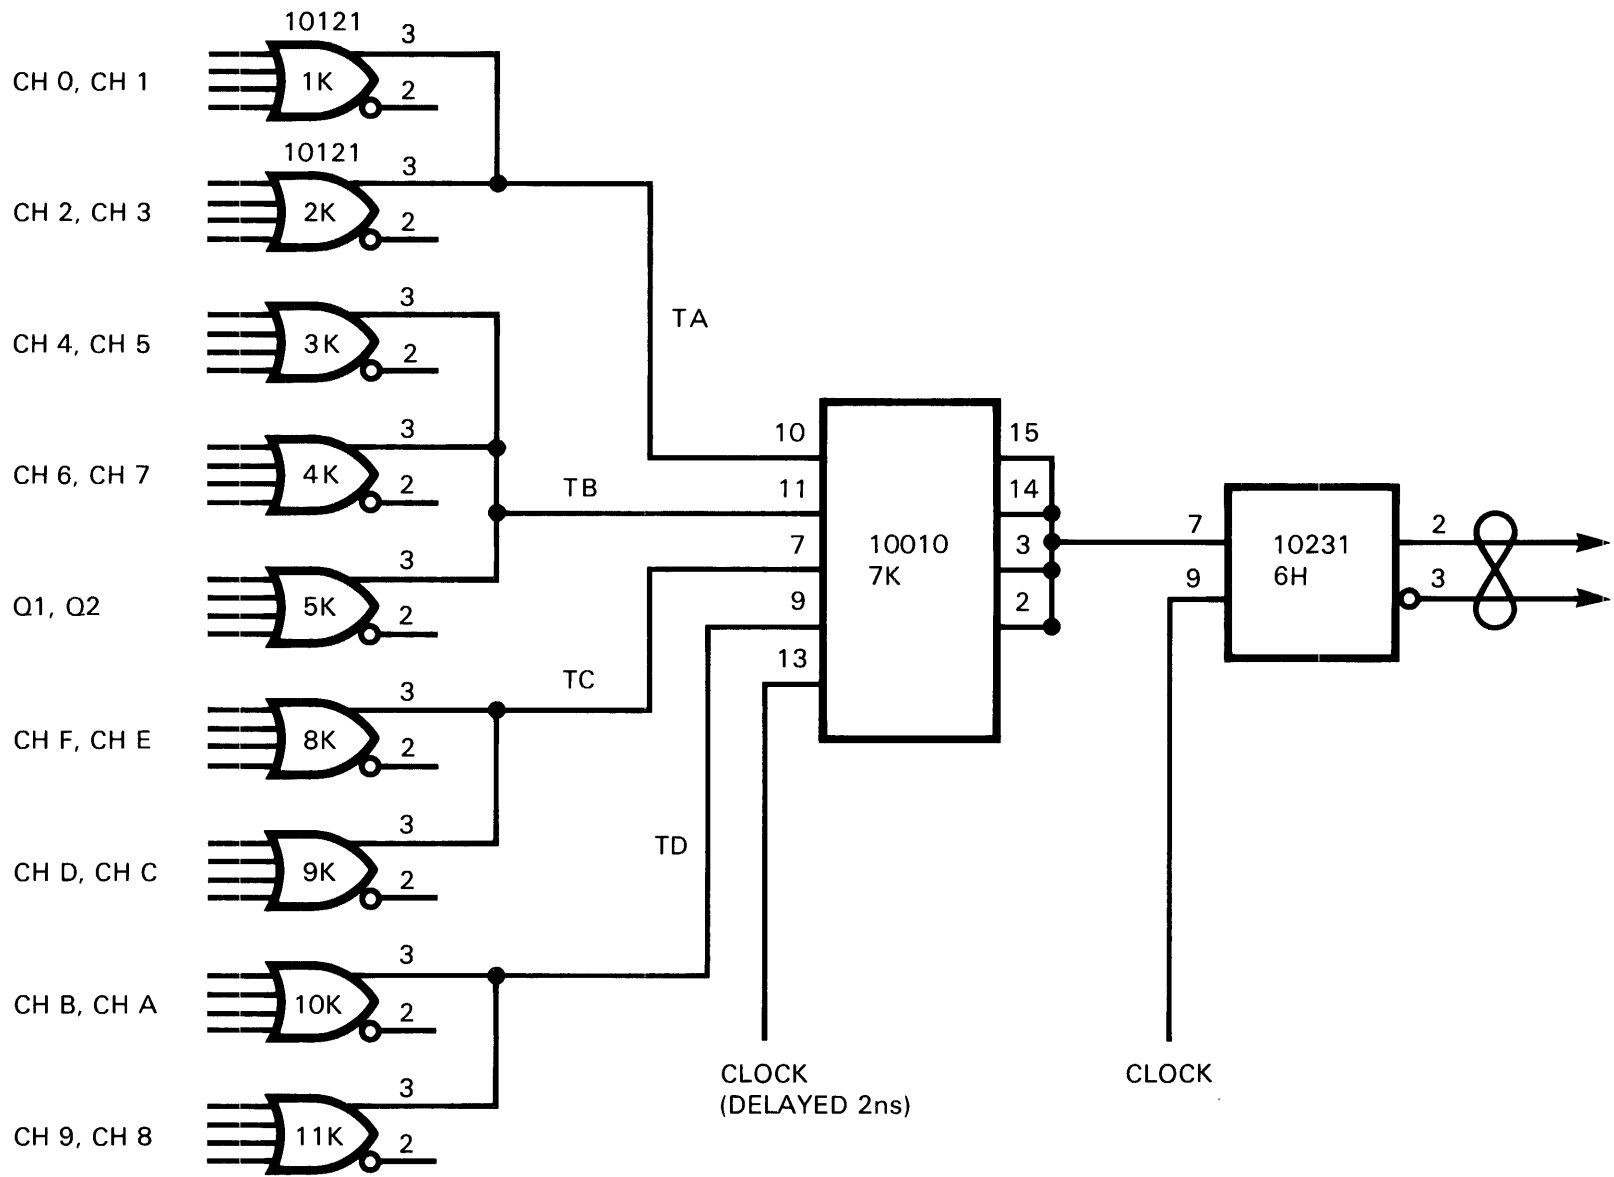 10121
3
CH 0, CH 1
1K
2
10121
3
CH 2, CH 3
2K
2
3
CH 4, CH 5
3K
2
TA
3
CH 6, CH 7
4K
2
TB
3
Q1, Q2
5K
2
10
11
7
9
13
10010
7K
15
14
3
2
7
9
10231
6H
2
3
3
TC
CH F, CH E
8K
2
3
CH D, CH C
9K
2
TD
3
CH B, CH A
10K
2
3
CH 9, CH 8
11K
2
CLOCK
(DELAYED 2ns)
CLOCK